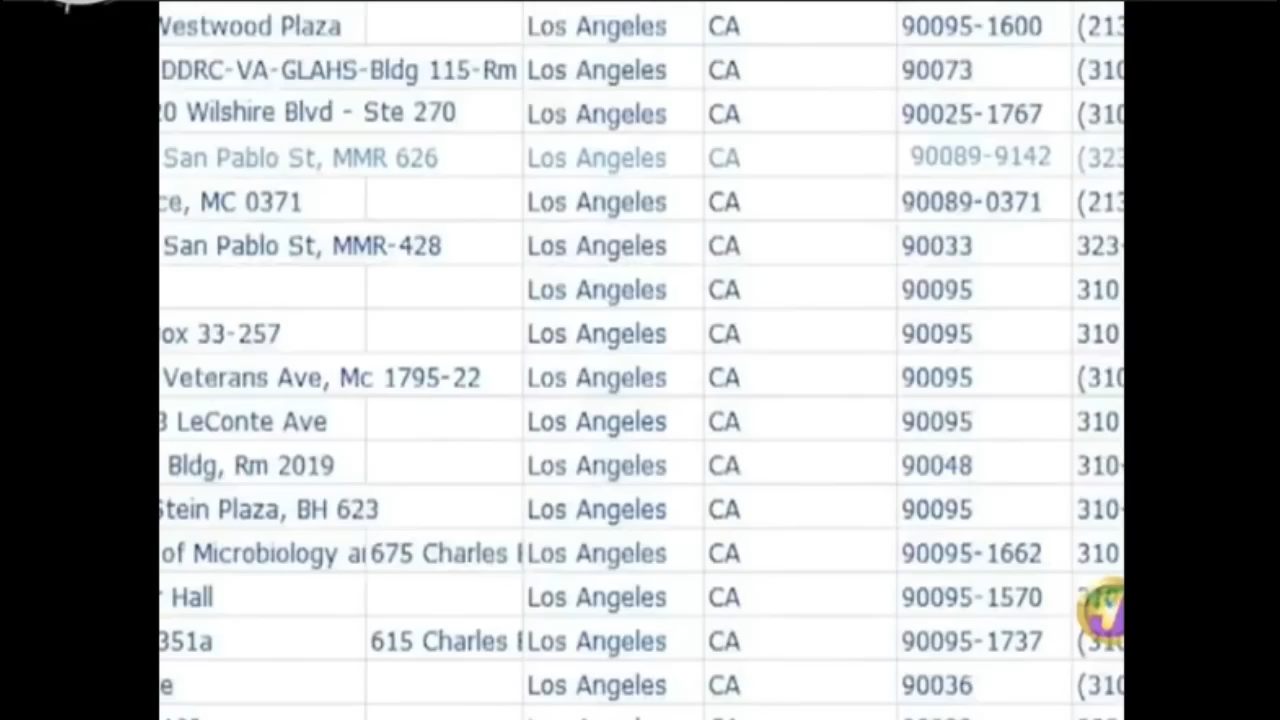 Westwood Plaza Los Angeles CA 90095-1600 (213
DDRC-VA-GLAHS-Bldg 115-Rm Los Angeles CA 90073 (310
20 Wilshire Blvd - Ste 270 Los Angeles CA 90025-1767 (310
San Pablo St, MMR 626 Los Angeles CA 90089-9142 (323
ce, MC 0371 Los Angeles CA 90089-0371 (213
San Pablo St, MMR-428 Los Angeles CA 90033 323-
Los Angeles CA 90095 310
ox 33-257 Los Angeles CA 90095 310
Veterans Ave, Mc 1795-22 Los Angeles CA 90095 (310
3 LeConte Ave Los Angeles CA 90095 310
Bldg, Rm 2019 Los Angeles CA 90048 310-
Stein Plaza, BH 623 Los Angeles CA 90095 310-
of Microbiology a 675 Charles Los Angeles CA 90095-1662 310
Hall Los Angeles CA 90095-1570
351a 615 Charles Los Angeles CA 90095-1737 (310
e Los Angeles CA 90036 (310